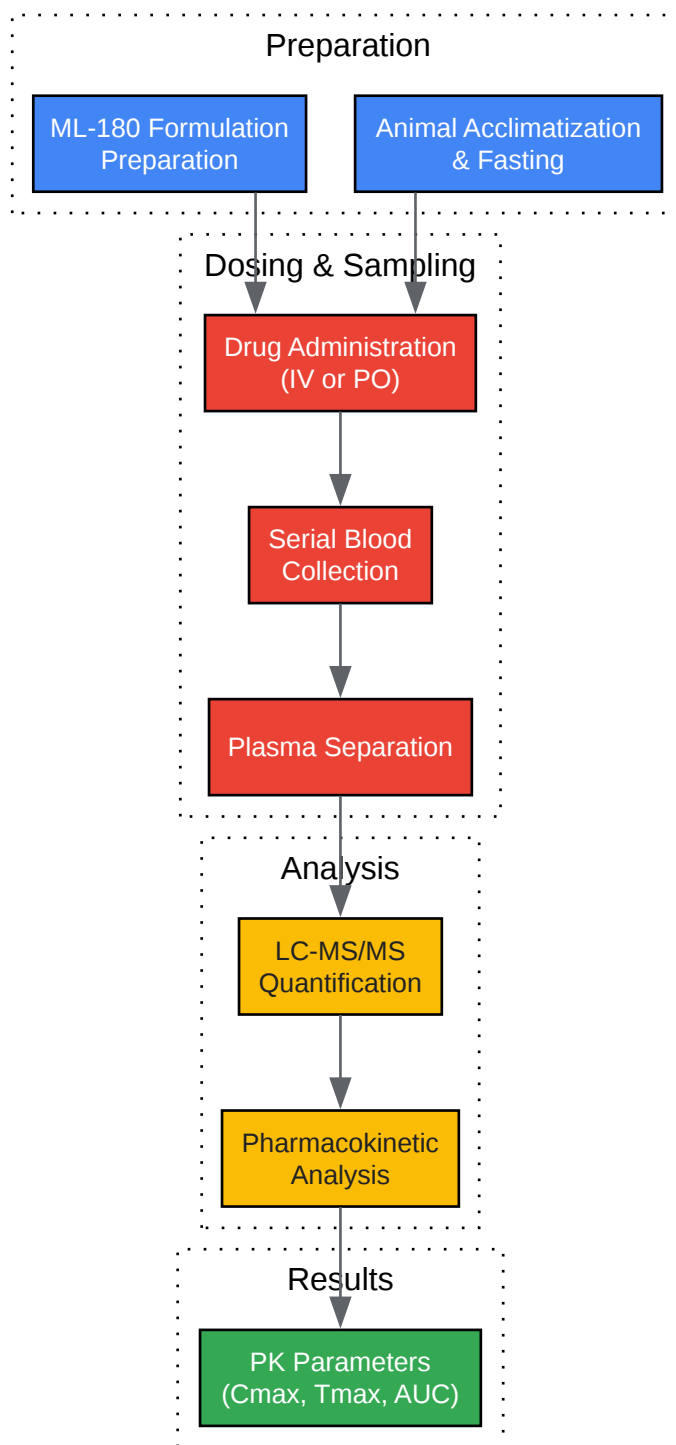 Preparation
ML-180 Formulation
Preparation
Animal Acclimatization
& Fasting
Dosing & Sampling
Drug Administration
(IV or PO)
Serial Blood
Collection
Plasma Separation
Analysis
LC-MS/MS
Quantification
Pharmacokinetic
Analysis
Results
PK Parameters
(Cmax, Tmax, AUC)